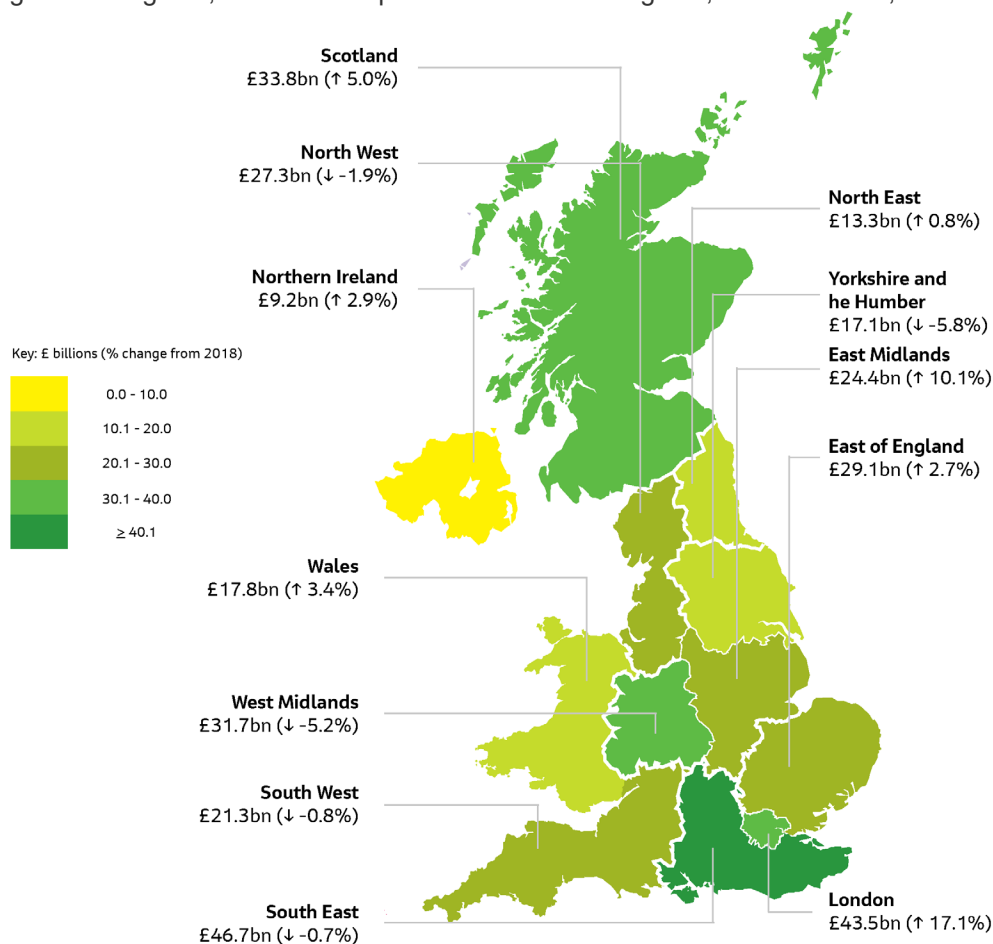 Scotland
£33.8bn (↑ 5.0%)
North West
£27.3bn (↓ -1.9%)
North East
£13.3bn (↑ 0.8%)
Northern Ireland
£9.2bn (↑ 2.9%)
Yorkshire and
he Humber
£17.1bn (↓ -5.8%)
East Midlands
£24.4bn (↑ 10.1%)
Key: £ billions (% change from 2018)
0.0 - 10.0
10.1 - 20.0
20.1 - 30.0
30.1 - 40.0
≥ 40.1
East of England
£29.1bn (↑ 2.7%)
Wales
£17.8bn (↑ 3.4%)
West Midlands
£31.7bn (↓ -5.2%)
South West
£21.3bn (↓ -0.8%)
South East
£46.7bn (↓ -0.7%)
London
£43.5bn (↑ 17.1%)